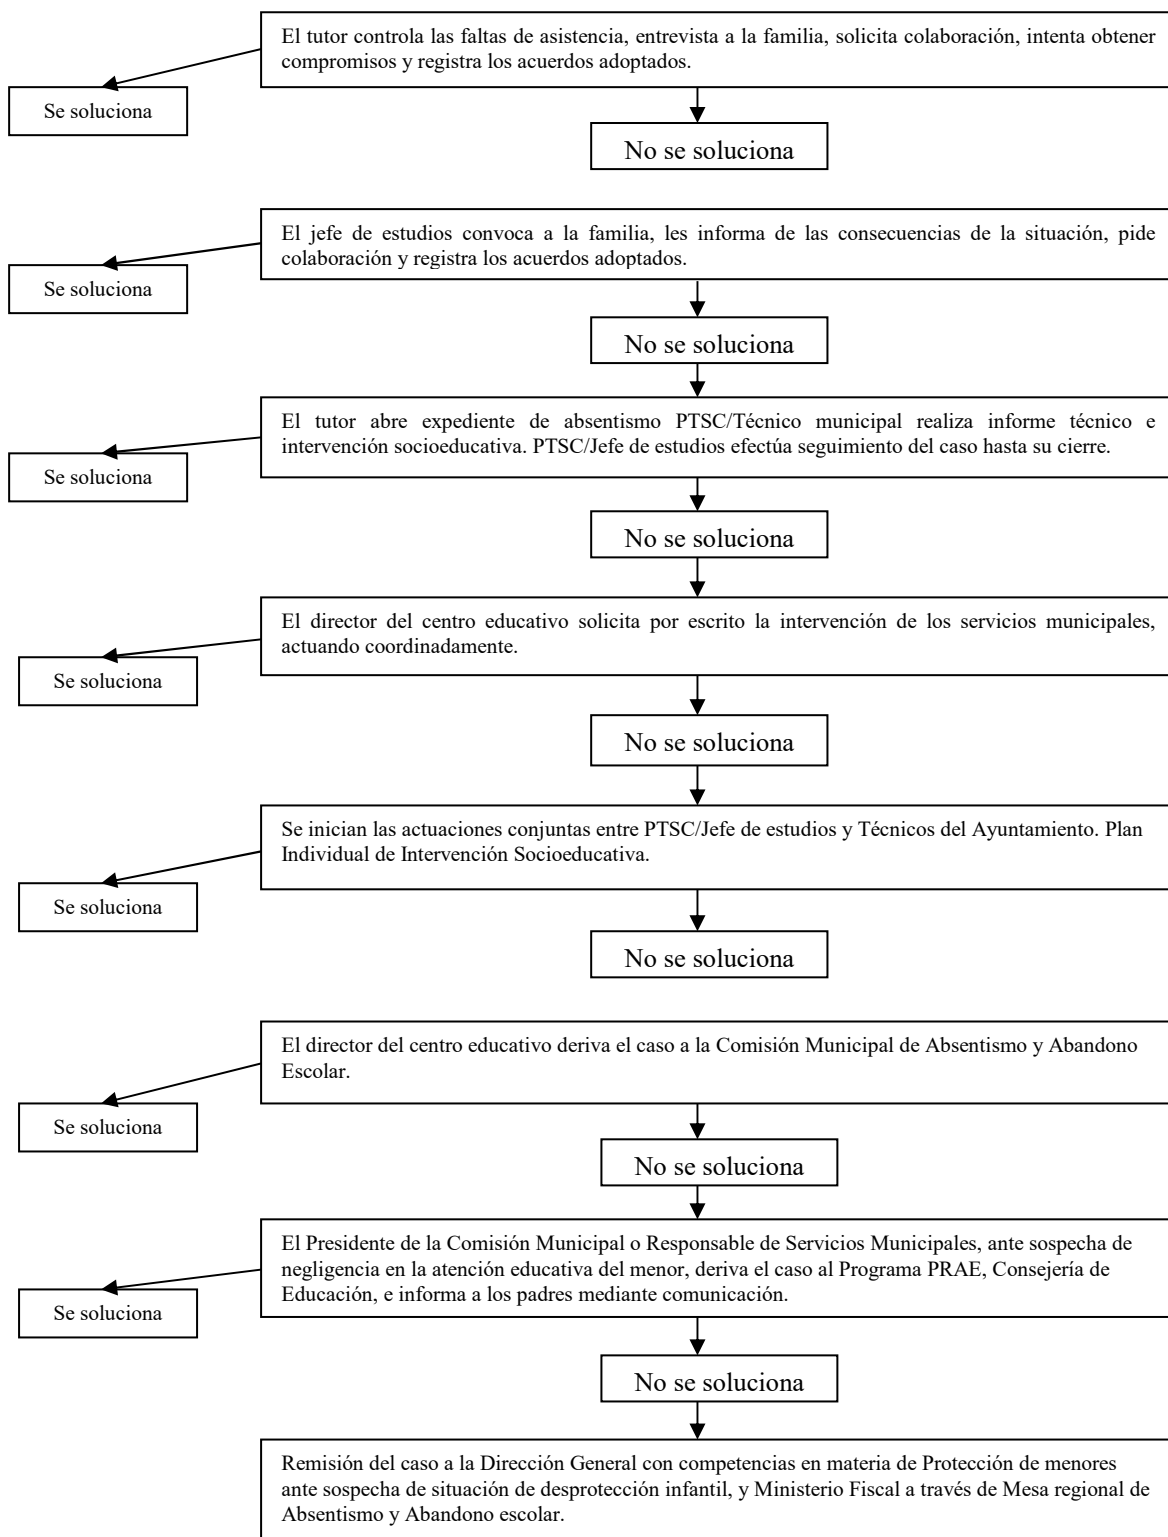 El tutor controla las faltas de asistencia, entrevista a la familia, solicita colaboración, intenta obtener
compromisos y registra los acuerdos adoptados.
Se soluciona
No se soluciona
El jefe de estudios convoca a la familia, les informa de las consecuencias de la situación, pide
colaboración y registra los acuerdos adoptados.
Se soluciona
No se soluciona
El tutor abre expediente de absentismo PTSC/Técnico municipal realiza informe técnico e
intervención socioeducativa. PTSC/Jefe de estudios efectúa seguimiento del caso hasta su cierre.
Se soluciona
No se soluciona
El director del centro educativo solicita por escrito la intervención de los servicios municipales,
actuando coordinadamente.
Se soluciona
No se soluciona
Se inician las actuaciones conjuntas entre PTSC/Jefe de estudios y Técnicos del Ayuntamiento. Plan
Individual de Intervención Socioeducativa.
Se soluciona
No se soluciona
El director del centro educativo deriva el caso a la Comisión Municipal de Absentismo y Abandono
Escolar.
Se soluciona
No se soluciona
El Presidente de la Comisión Municipal o Responsable de Servicios Municipales, ante sospecha de
negligencia en la atención educativa del menor, deriva el caso al Programa PRAE, Consejería de
Educación, e informa a los padres mediante comunicación.
Se soluciona
No se soluciona
Remisión del caso a la Dirección General con competencias en materia de Protección de menores
ante sospecha de situación de desprotección infantil, y Ministerio Fiscal a través de Mesa regional de
Absentismo y Abandono escolar.